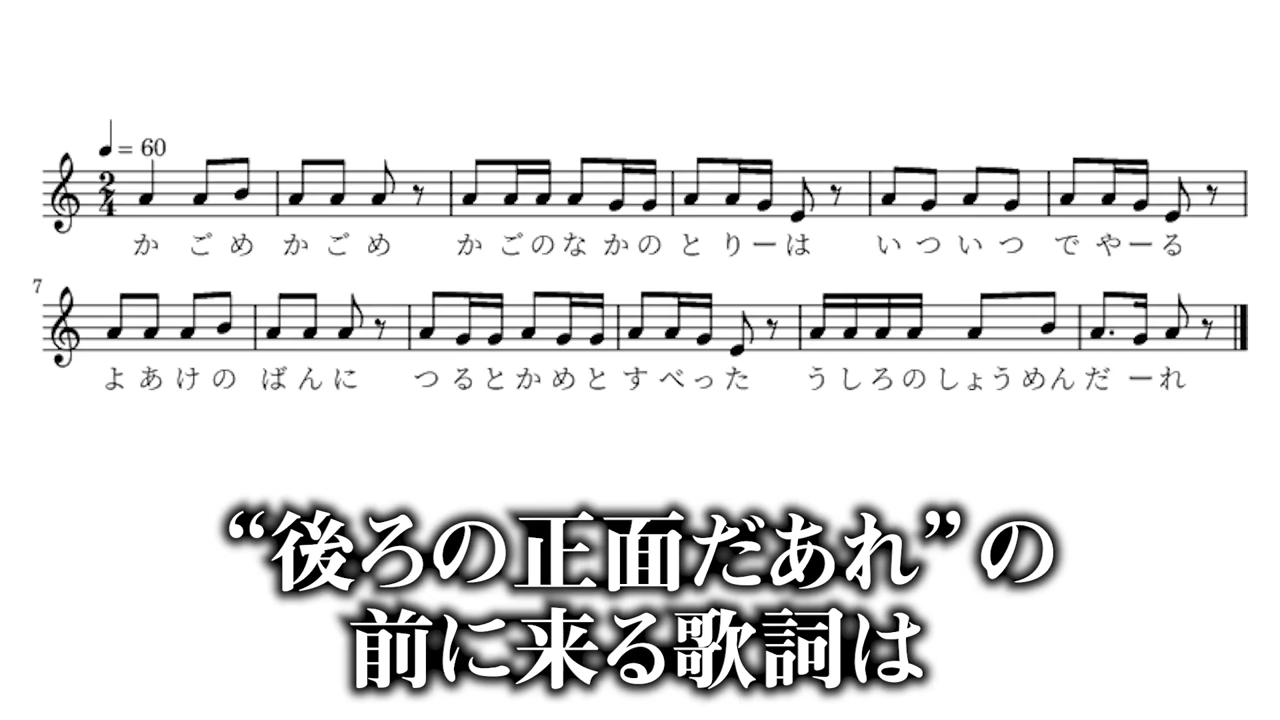 = 60
2
4
かごめかごめ かごのなかのとりーは いついつでやーる
7
よあけのばんに つるとかめとすべった うしろのしょうめんだーれ
“後ろの正面だあれ”の
前に来る歌詞は